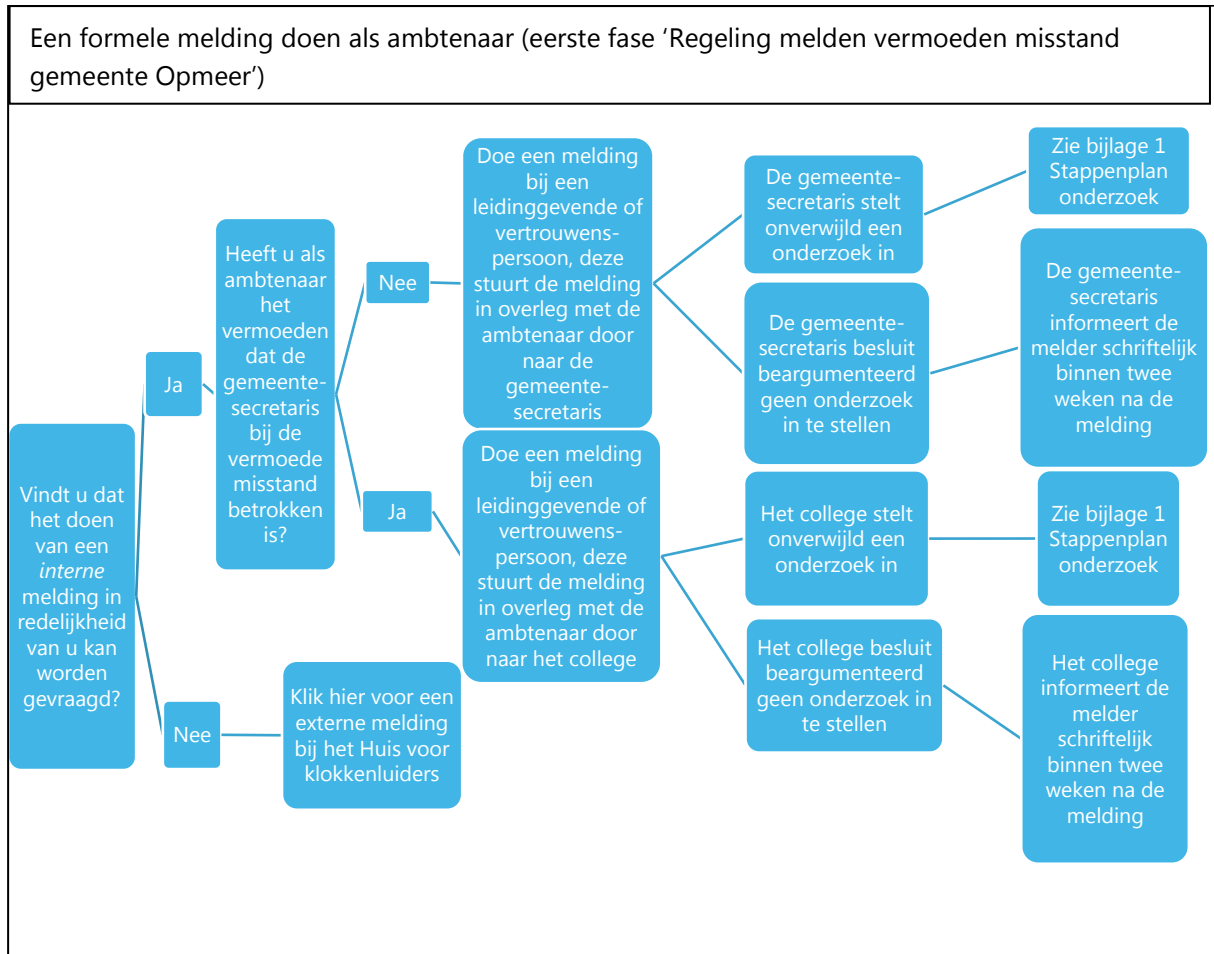 Een formele melding doen als ambtenaar (eerste fase ‘Regeling melden vermoeden misstand
gemeente Opmeer’)
Vindt u dat
het doen
van een
interne
melding in
redelijkheid
van u kan
worden
gevraagd?
Ja
Heeft u als
ambtenaar
het
vermoeden
dat de
gemeente-
secretaris
bij de
vermoede
misstand
betrokken
is?
Nee
Doe een melding
bij een
leidinggevende of
vertrouwens-
persoon, deze
stuurt de melding
in overleg met de
ambtenaar door
naar de
gemeente-
secretaris
De gemeente-
secretaris stelt
onverwijld een
onderzoek in
Zie bijlage 1
Stappenplan
onderzoek
De gemeente-
secretaris besluit
beargumenteerd
geen onderzoek
in te stellen
De gemeente-
secretaris
informeert de
melder schriftelijk
binnen twee
weken na de
melding
Ja
Doe een melding
bij een
leidinggevende of
vertrouwens-
persoon, deze
stuurt de melding
in overleg met de
ambtenaar door
naar het college
Het college stelt
onverwijld een
onderzoek in
Zie bijlage 1
Stappenplan
onderzoek
Het college besluit
beargumenteerd
geen onderzoek in
te stellen
Het college
informeert de
melder
schriftelijk
binnen twee
weken na de
melding
Nee
Klik hier voor een
externe melding
bij het Huis voor
klokkenluiders